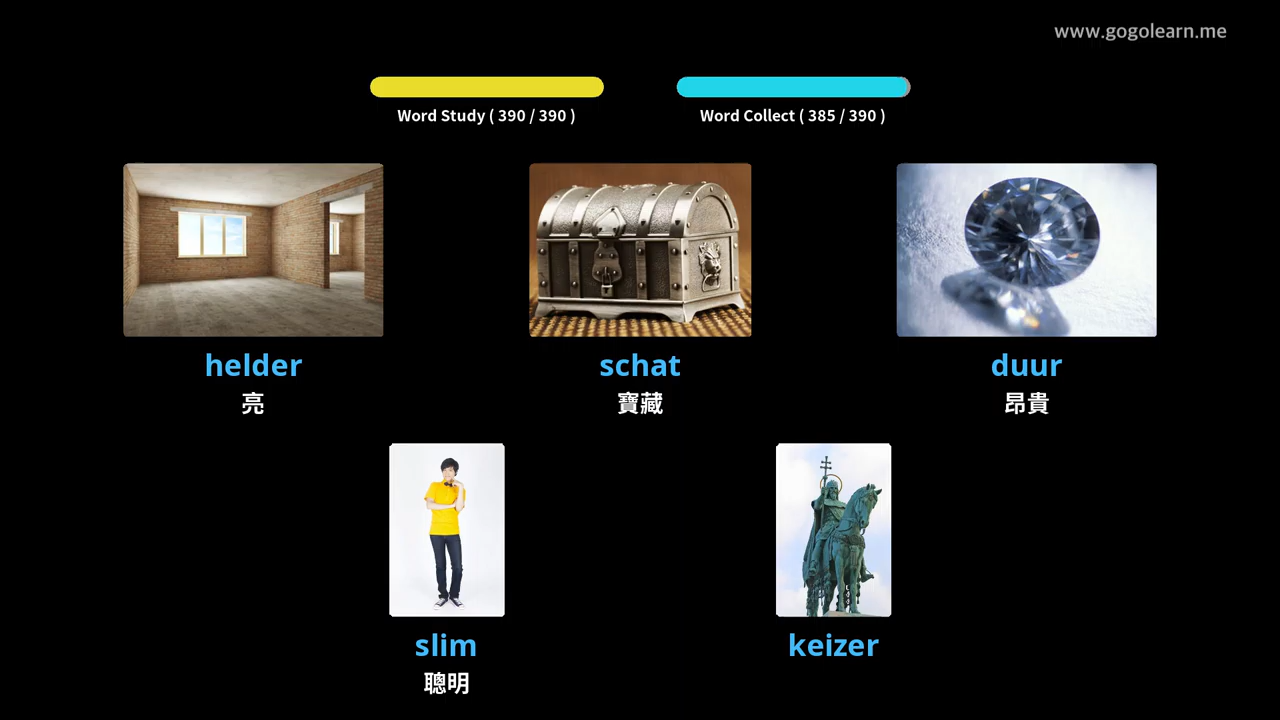 www.gogolearn.me
Word Study ( 390 / 390 )
Word Collect ( 385 / 390 )
helder
亮
schat
寶藏
duur
昂貴
slim
聰明
keizer